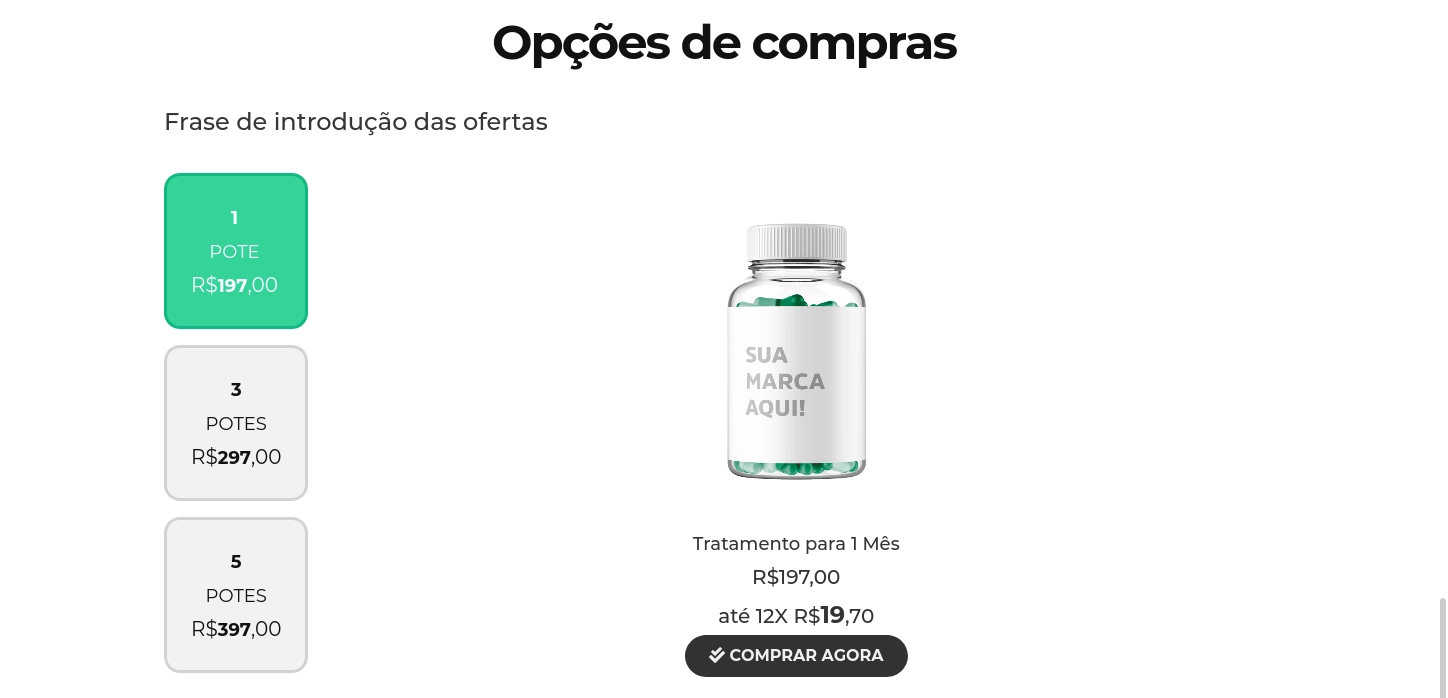 Opções de compras
Frase de introdução das ofertas
1
POTE
R$197,00
3
POTES
R$297,00
5
POTES
R$397,00
SUA
MARCA
AQUI!
Tratamento para 1 Mês
R$197,00
até 12X R$19,70
COMPRAR AGORA